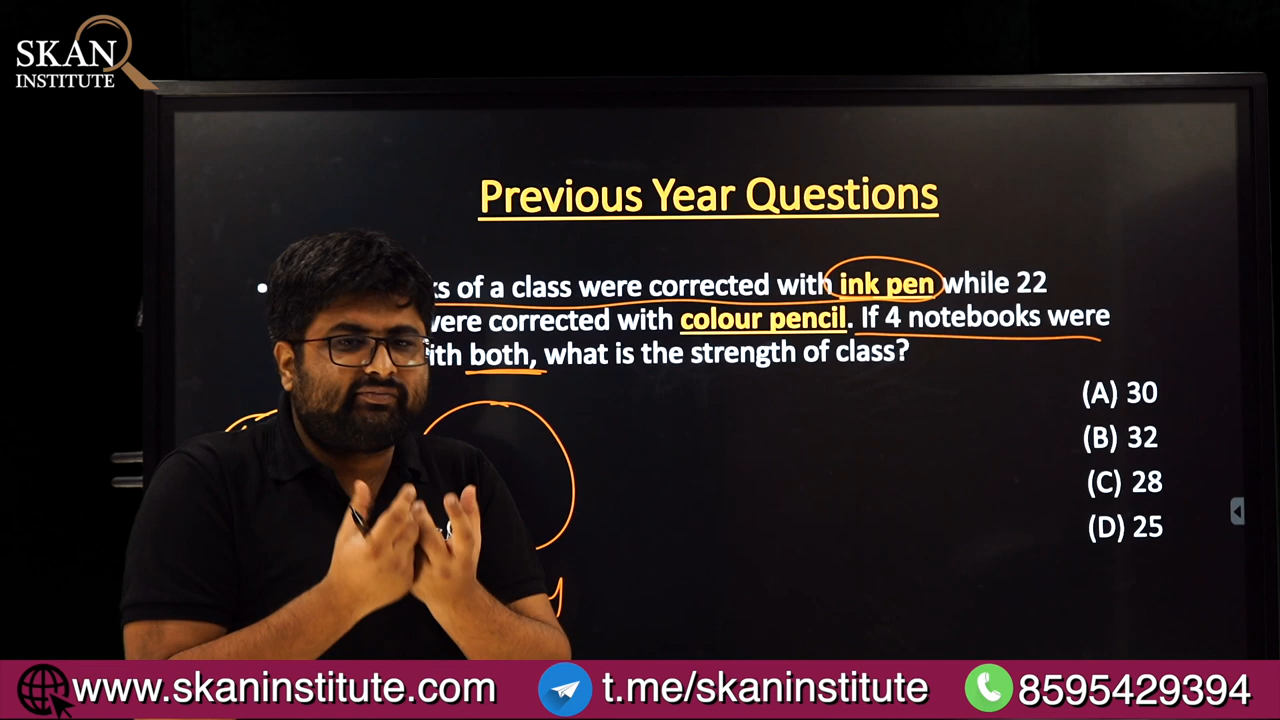 SKAN
INSTITUTE
Previous Year Questions
• of a class were corrected with ink pen while 22
were corrected with colour pencil. If 4 notebooks were
both, what is the strength of class?
(A) 30
(B) 32
(C) 28
(D) 25
www.skaninstitute.com
t.me/skaninstitute
8595429394